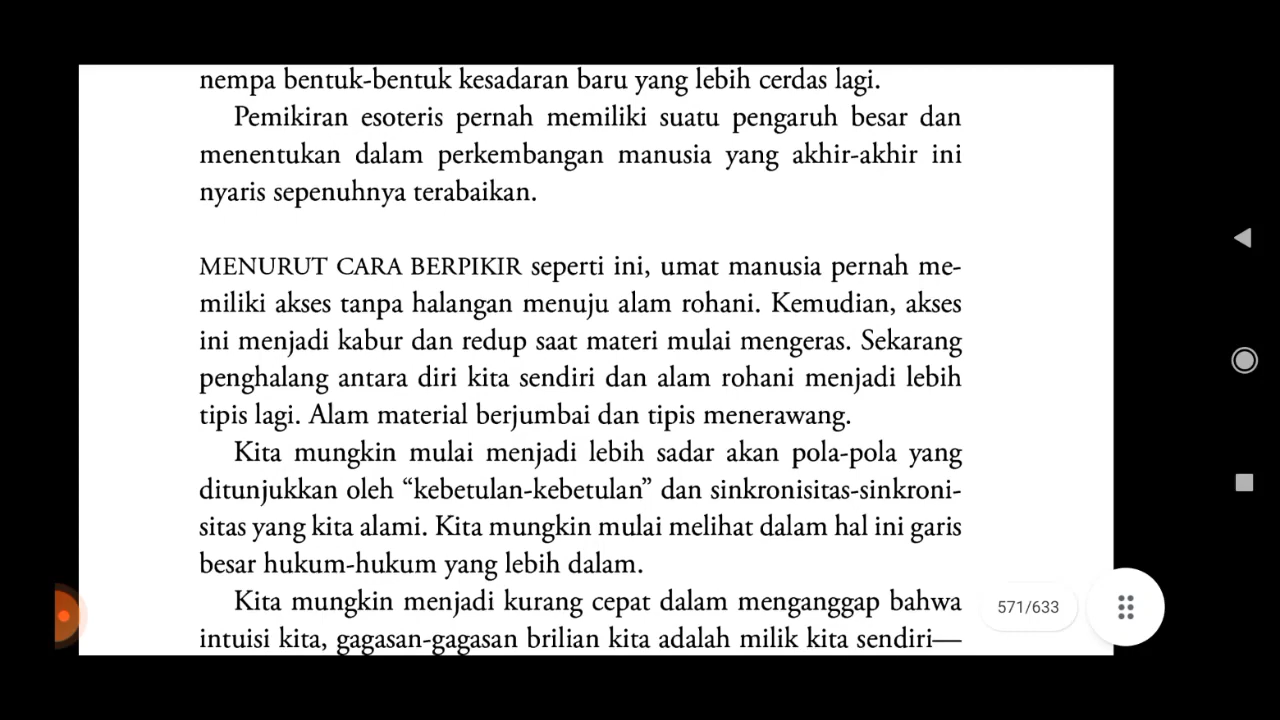 nempa bentuk-bentuk kesadaran baru yang lebih cerdas lagi.
Pemikiran esoteris pernah memiliki suatu pengaruh besar dan
menentukan dalam perkembangan manusia yang akhir-akhir ini
nyaris sepenuhnya terabaikan.
MENURUT CARA BERPIKIR seperti ini, umat manusia pernah me-
miliki akses tanpa halangan menuju alam rohani. Kemudian, akses
ini menjadi kabur dan redup saat materi mulai mengeras. Sekarang
penghalang antara diri kita sendiri dan alam rohani menjadi lebih
tipis lagi. Alam material berjumbai dan tipis menerawang.
Kita mungkin mulai menjadi lebih sadar akan pola-pola yang
ditunjukkan oleh “kebetulan-kebetulan” dan sinkronisitas-sinkroni-
sitas yang kita alami. Kita mungkin mulai melihat dalam hal ini garis
besar hukum-hukum yang lebih dalam.
Kita mungkin menjadi kurang cepat dalam menganggap bahwa
intuisi kita, gagasan-gagasan brilian kita adalah milik kita sendiri—
571/633